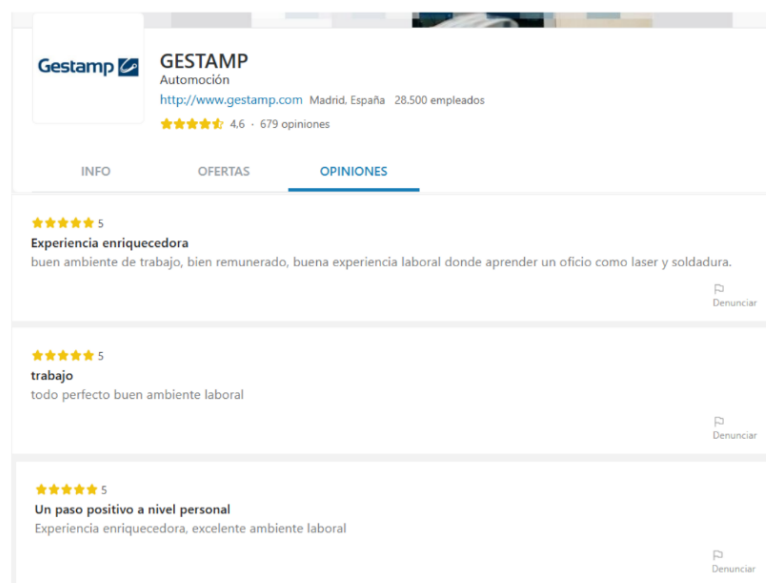 Gestamp
GESTAMP
Automoción
http://www.gestamp.com Madrid, España 28.500 empleados
4,6 · 679 opiniones
INFO OFERTAS OPINIONES
5
Experiencia enriquecedora
buen ambiente de trabajo, bien remunerado, buena experiencia laboral donde aprender un oficio como laser y soldadura.
Denunciar
5
trabajo
todo perfecto buen ambiente laboral
Denunciar
5
Un paso positivo a nivel personal
Experiencia enriquecedora, excelente ambiente laboral
Denunciar